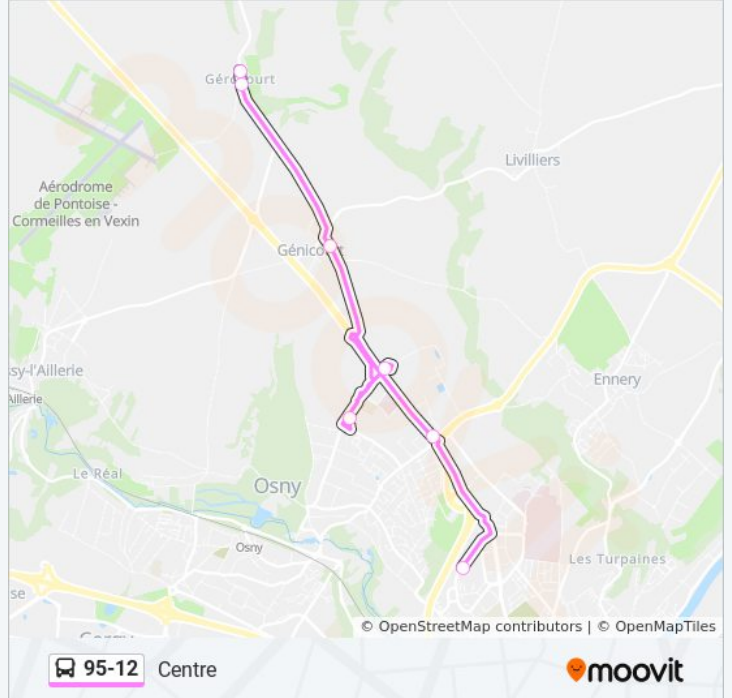 Gérocourt
Livilliers
Aérodrome
de Pontoise -
Cormeilles en Vexin
Génicourt
ssy-l'Aillerie
Ennery
Aillerie
Le Réal
Osny
Osny
Les Turpaines
se
© OpenStreetMap contributors | © OpenMapTiles
95-12 Centre
moovit